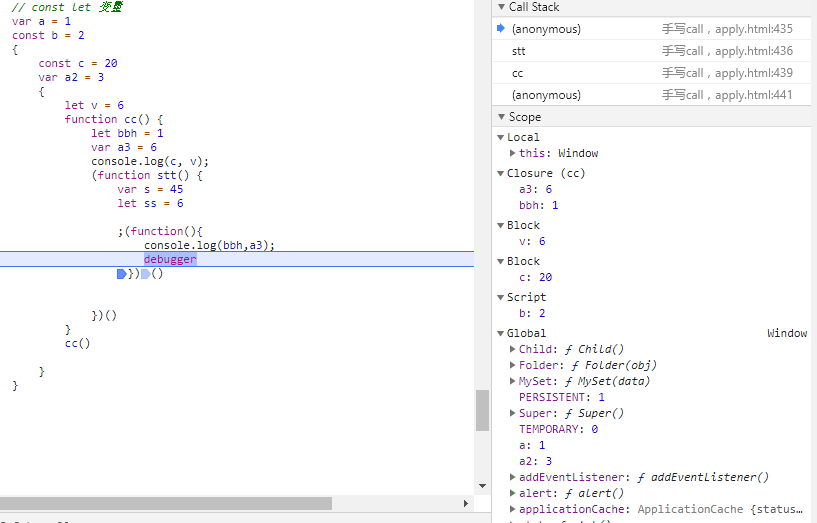 // const let 变量
var a = 1
const b = 2
{
    const c = 20
    var a2 = 3
    {
        let v = 6
        function cc() {
            let bbh = 1
            var a3 = 6
            console.log(c, v);
            (function stt() {
                var s = 45
                let ss = 6
                ;(function(){
                    console.log(bbh,a3);
                    debugger
                })()
            })()
        }
        cc()
    }
}
Call Stack
(anonymous) 手写call，apply.html:435
stt 手写call，apply.html:436
cc 手写call，apply.html:439
(anonymous) 手写call，apply.html:441
Scope
Local
this: Window
Closure (cc)
a3: 6
bbh: 1
Block
v: 6
Block
c: 20
Script
b: 2
Global Window
Child: ƒ Child()
Folder: ƒ Folder(obj)
MySet: ƒ MySet(data)
PERSISTENT: 1
Super: ƒ Super()
TEMPORARY: 0
a: 1
a2: 3
addEventListener: ƒ addEventListener()
alert: ƒ alert()
applicationCache: ApplicationCache {status…